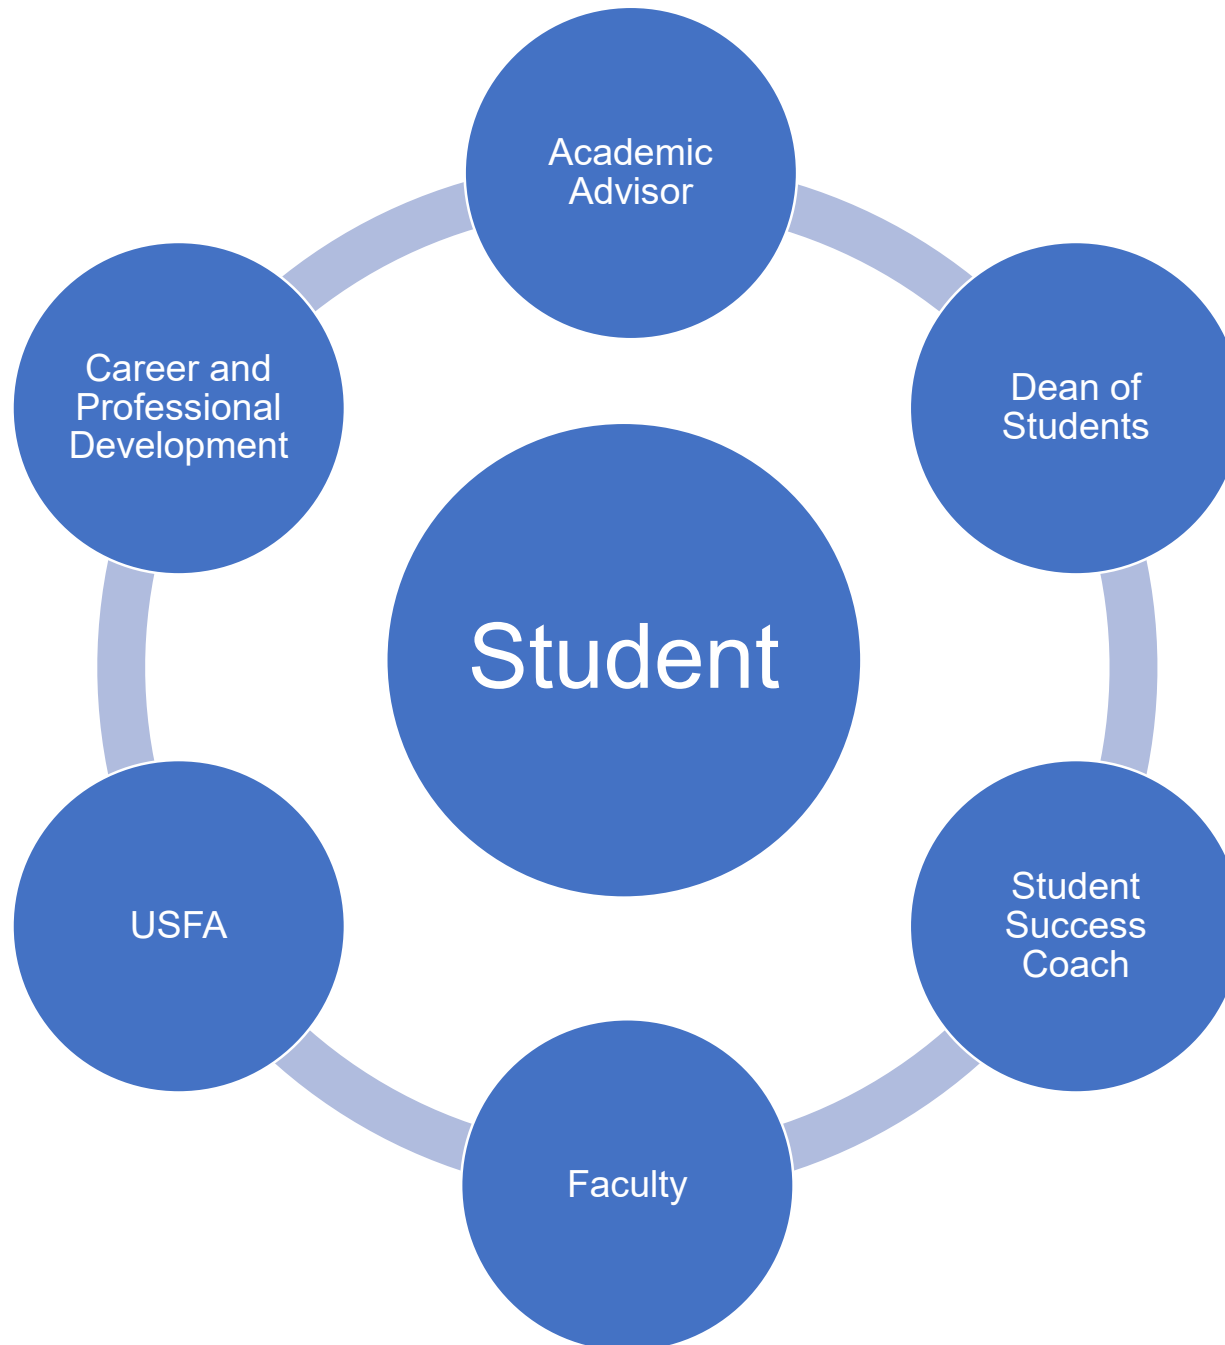 Academic
Advisor
Dean of
Students
Career and
Professional
Development
Student
Student
Success
Coach
USFA
Faculty